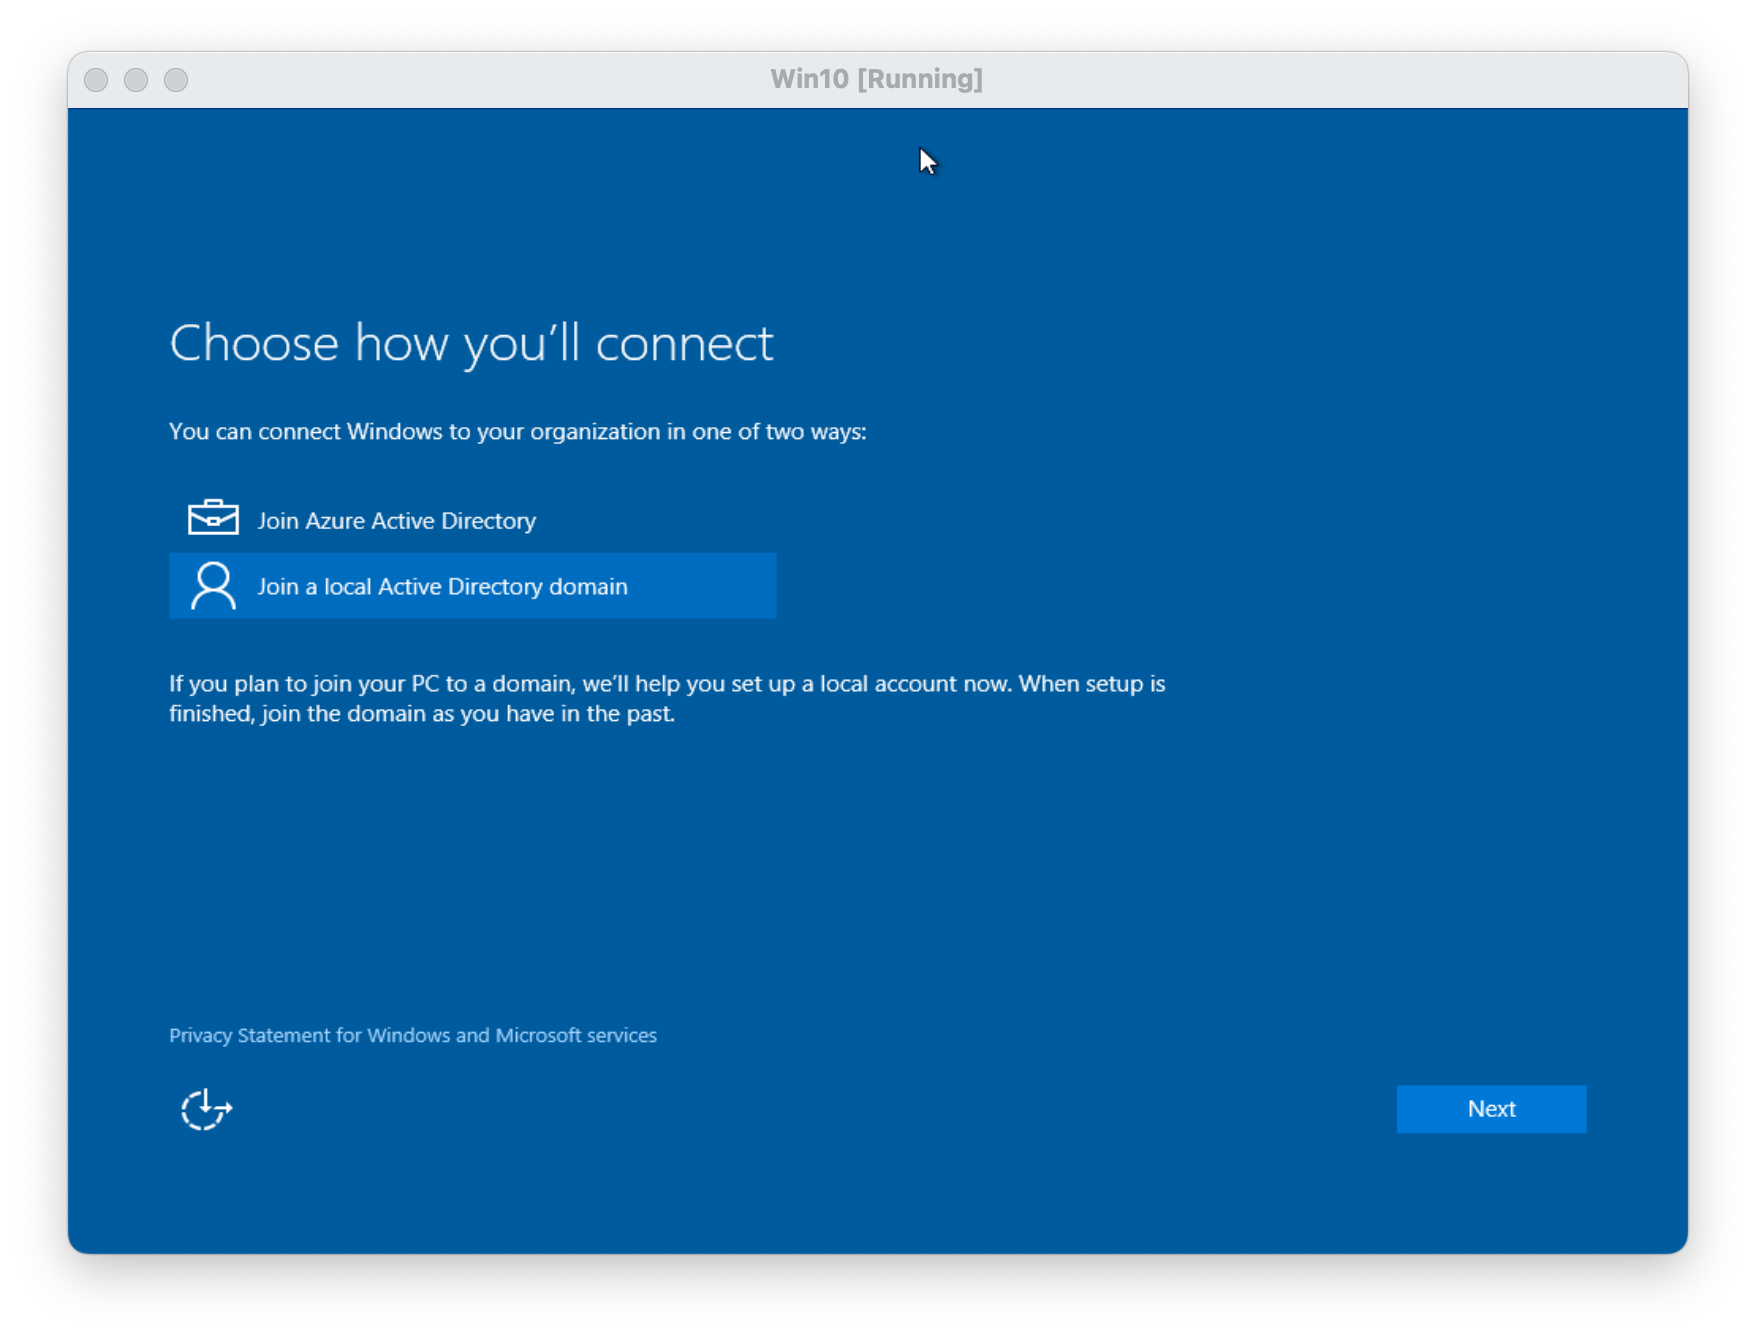 Win10 [Running]
Choose how you’ll connect
You can connect Windows to your organization in one of two ways:
Join Azure Active Directory
Join a local Active Directory domain
If you plan to join your PC to a domain, we’ll help you set up a local account now. When setup is
finished, join the domain as you have in the past.
Privacy Statement for Windows and Microsoft services
Next